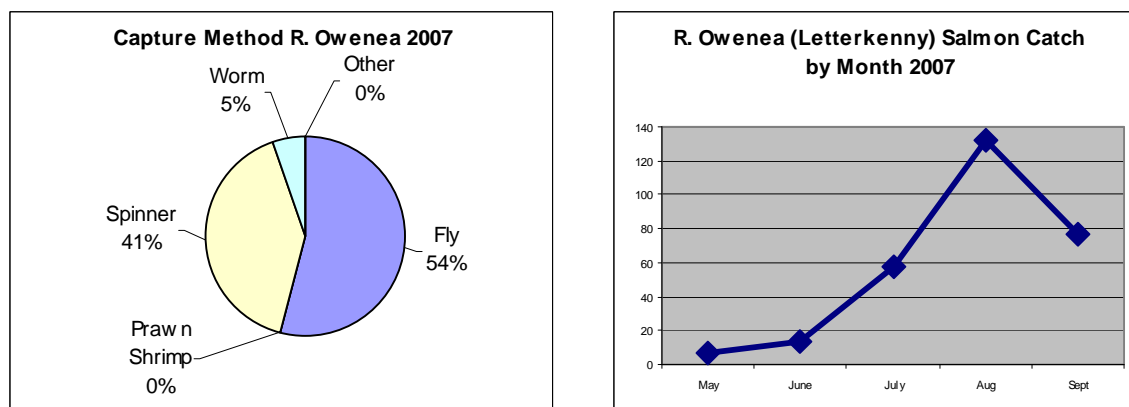 Capture Method R. Owenea 2007
Other
0%
Worm
5%
Spinner
41%
Fly
54%
Prawn
Shrimp
0%
R. Owenea (Letterkenny) Salmon Catch
by Month 2007
140
120
100
80
60
40
20
0
May
June
July
Aug
Sept